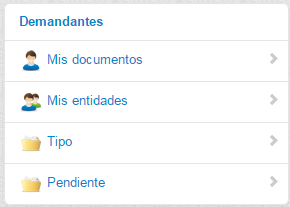 Demandantes
Mis documentos
Mis entidades
Tipo
Pendiente